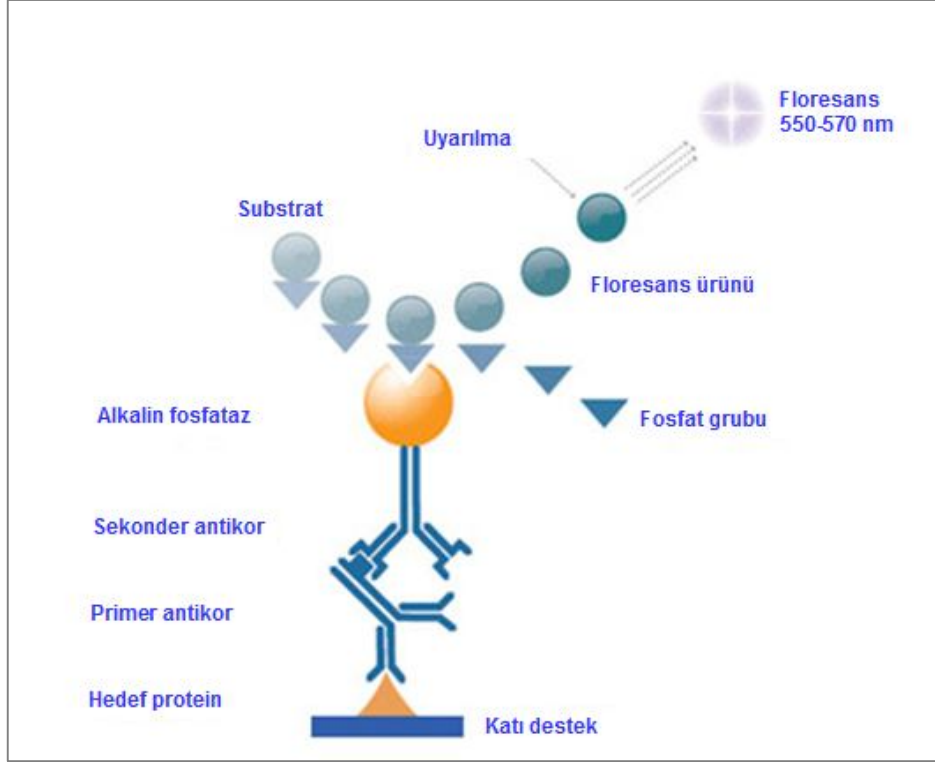 Floresans
550-570 nm
Uyarılma
Substrat
Floresans ürünü
Alkalin fosfataz
Fosfat grubu
Sekonder antikor
Primer antikor
Hedef protein
Katı destek